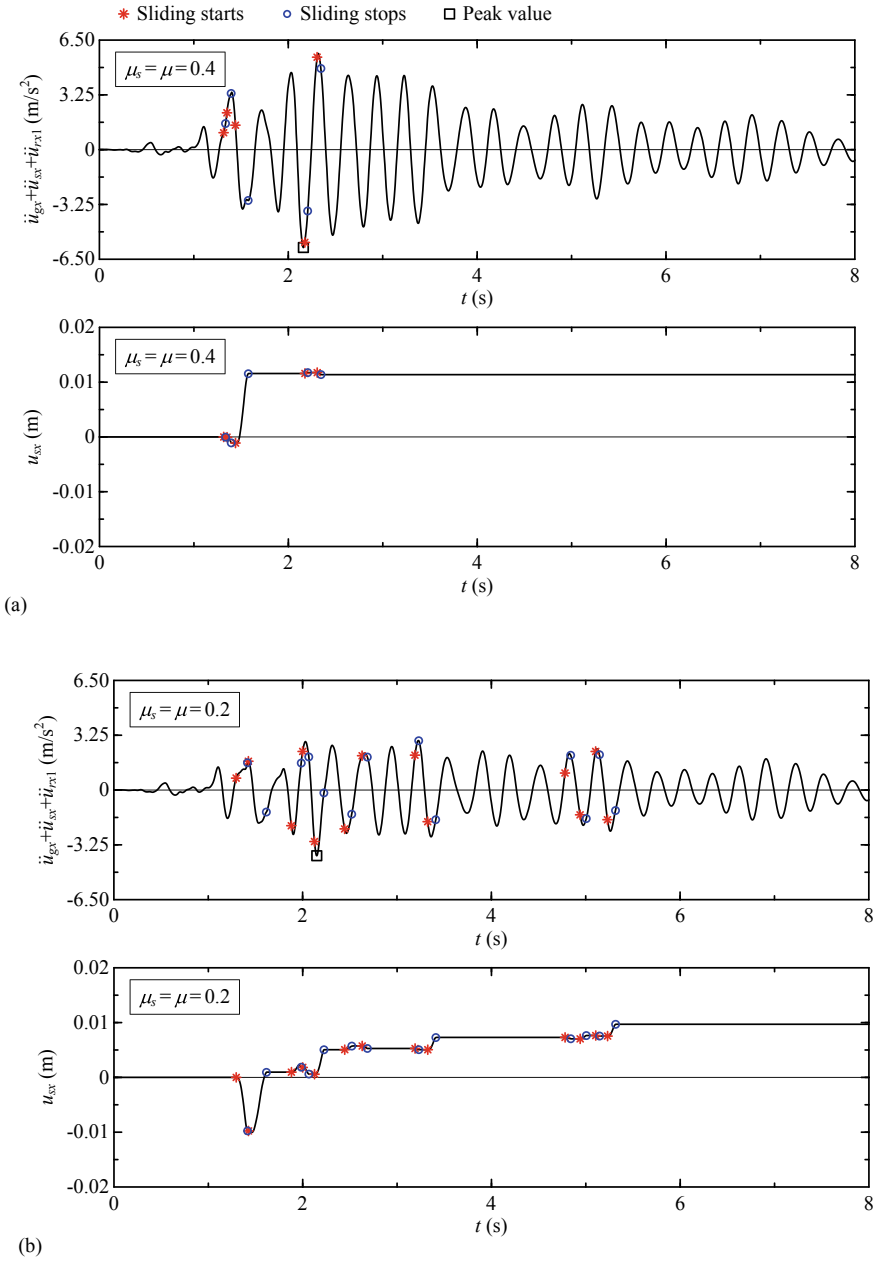 Sliding starts Sliding stops Peak value
6.50
3.25
0
-3.25
-6.50
μs = μ = 0.4
ügx+üsx+ürx1 (m/s²)
0 2 4 6 8
t (s)
0.02
0.01
0
-0.01
-0.02
μs = μ = 0.4
usx (m)
0 2 4 6 8
t (s)
(a)
6.50
3.25
0
-3.25
-6.50
μs = μ = 0.2
ügx+üsx+ürx1 (m/s²)
0 2 4 6 8
t (s)
0.02
0.01
0
-0.01
-0.02
μs = μ = 0.2
usx (m)
0 2 4 6 8
t (s)
(b)